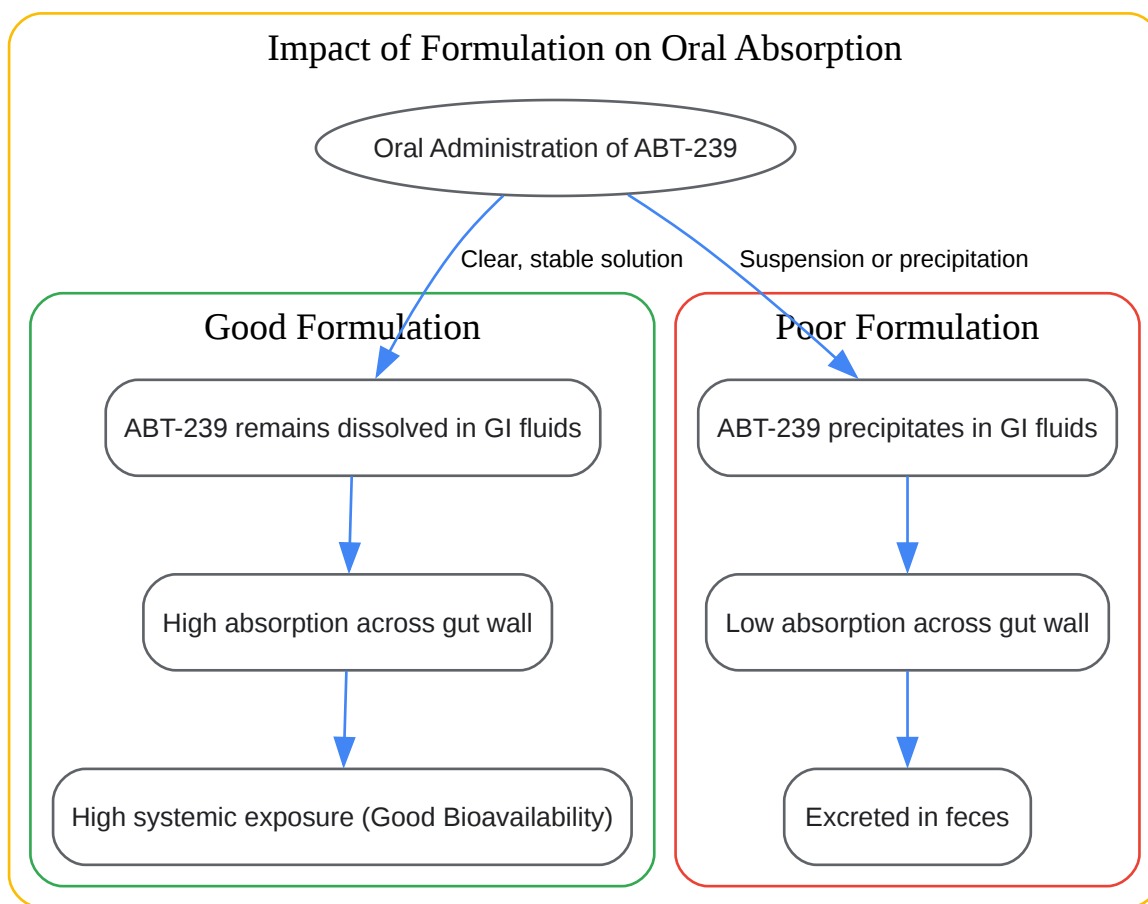 Impact of Formulation on Oral Absorption
Oral Administration of ABT-239
Clear, stable solution
Suspension or precipitation
Good Formulation
ABT-239 remains dissolved in GI fluids
High absorption across gut wall
High systemic exposure (Good Bioavailability)
Poor Formulation
ABT-239 precipitates in GI fluids
Low absorption across gut wall
Excreted in feces